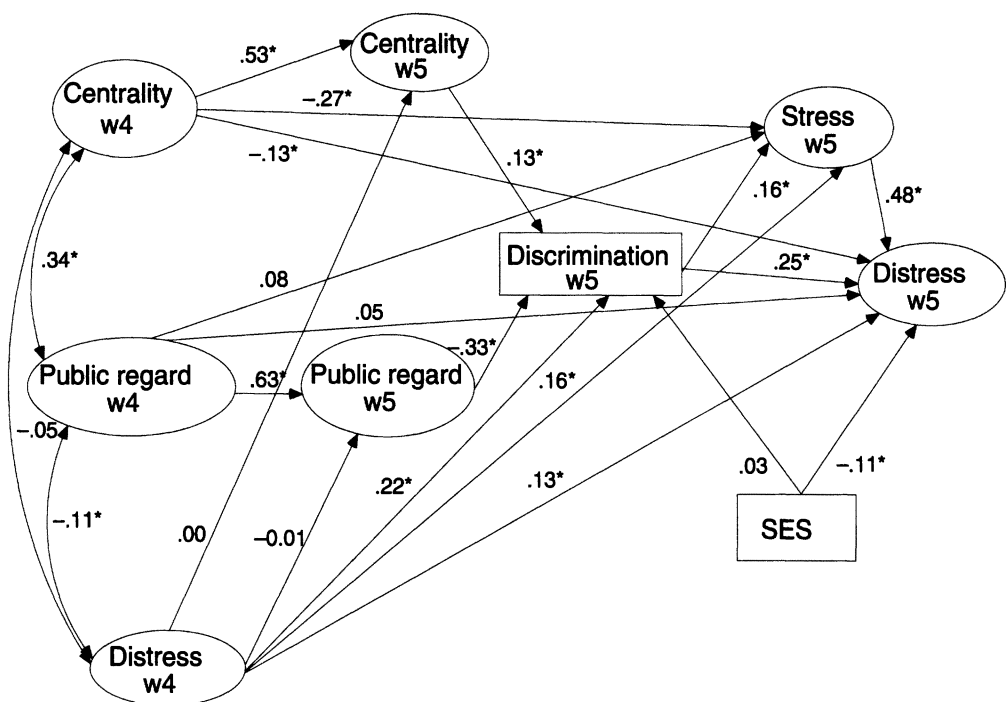 Centrality
w5
.53*
Centrality
w4
–.27*
Stress
w5
–.13*
.13*
.16*
.48*
.34*
Discrimination
w5
.25*
Distress
w5
.08
.05
Public regard
w4
.63*
Public regard
w5
–.33*
.16*
–.05
–.11*
.00
–0.01
.22*
.13*
.03
–.11*
SES
Distress
w4